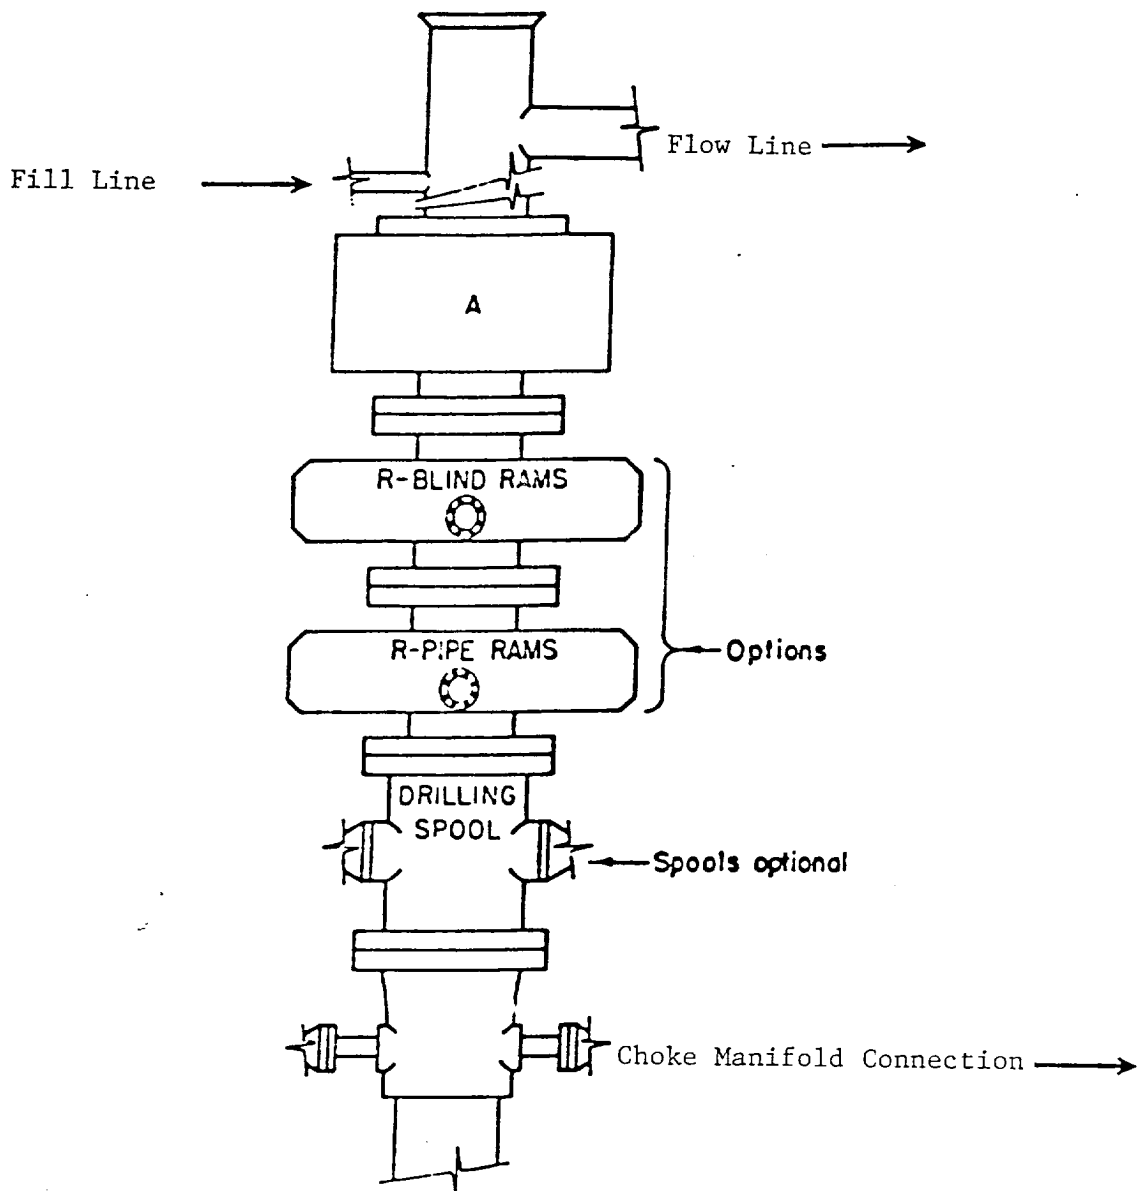 Flow Line
Fill Line
A
R-BLIND RAMS
R-PIPE RAMS
Options
DRILLING
SPOOL
Spools optional
Choke Manifold Connection